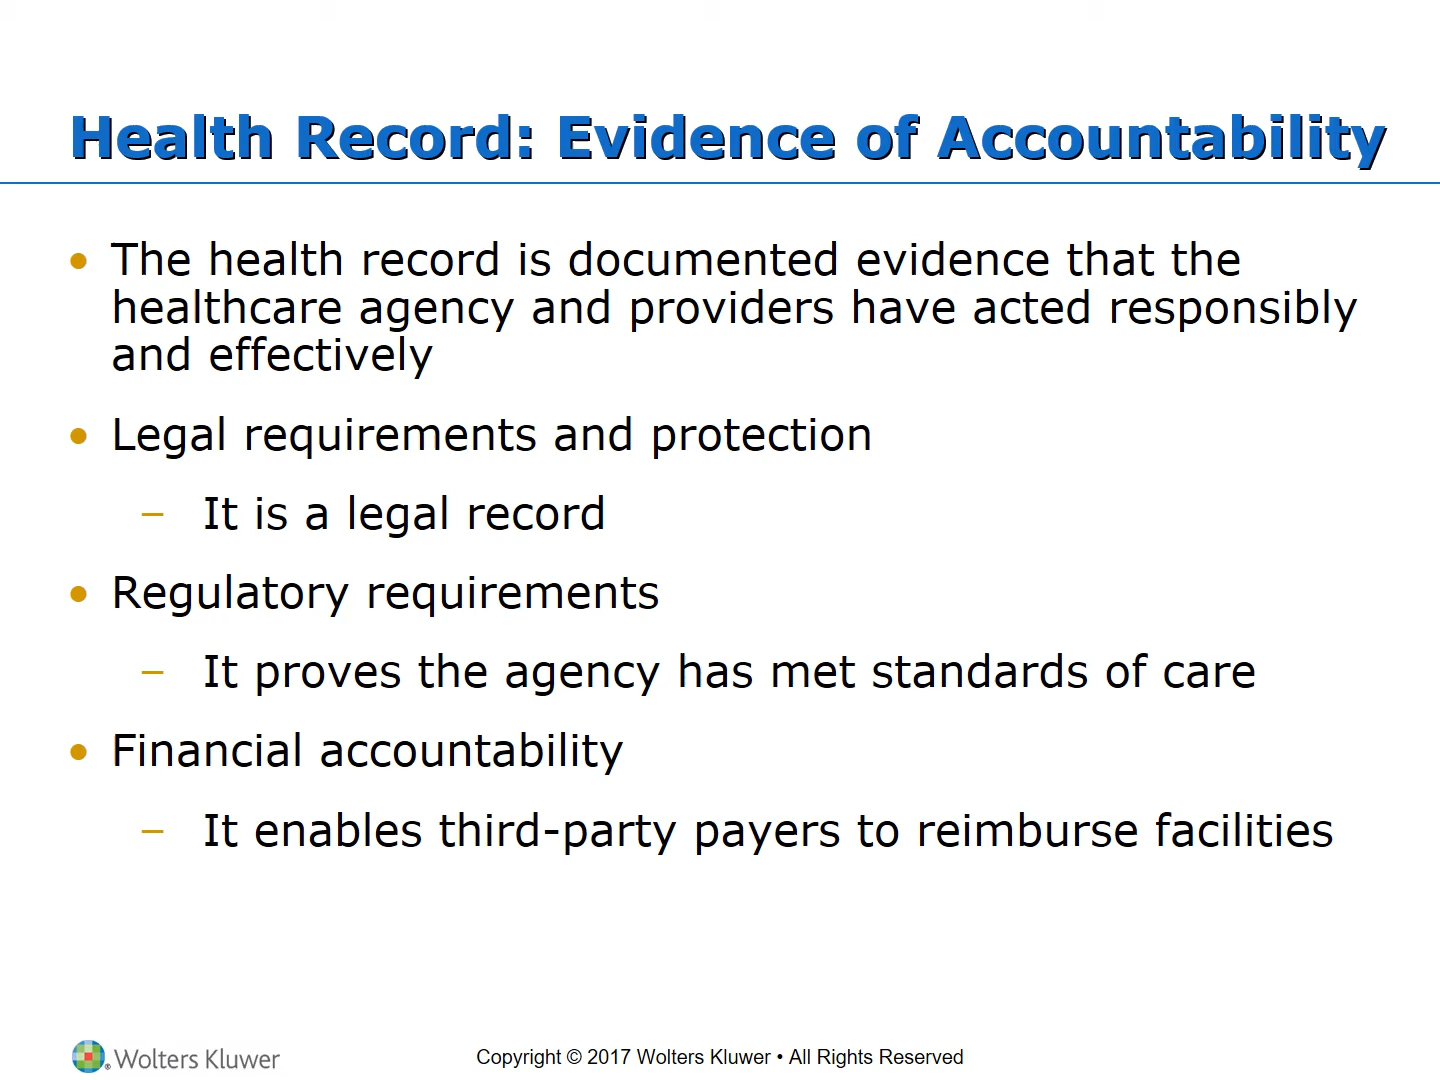 Health Record: Evidence of Accountability
• The health record is documented evidence that the
healthcare agency and providers have acted responsibly
and effectively
• Legal requirements and protection
– It is a legal record
• Regulatory requirements
– It proves the agency has met standards of care
• Financial accountability
– It enables third-party payers to reimburse facilities
Wolters Kluwer
Copyright © 2017 Wolters Kluwer • All Rights Reserved